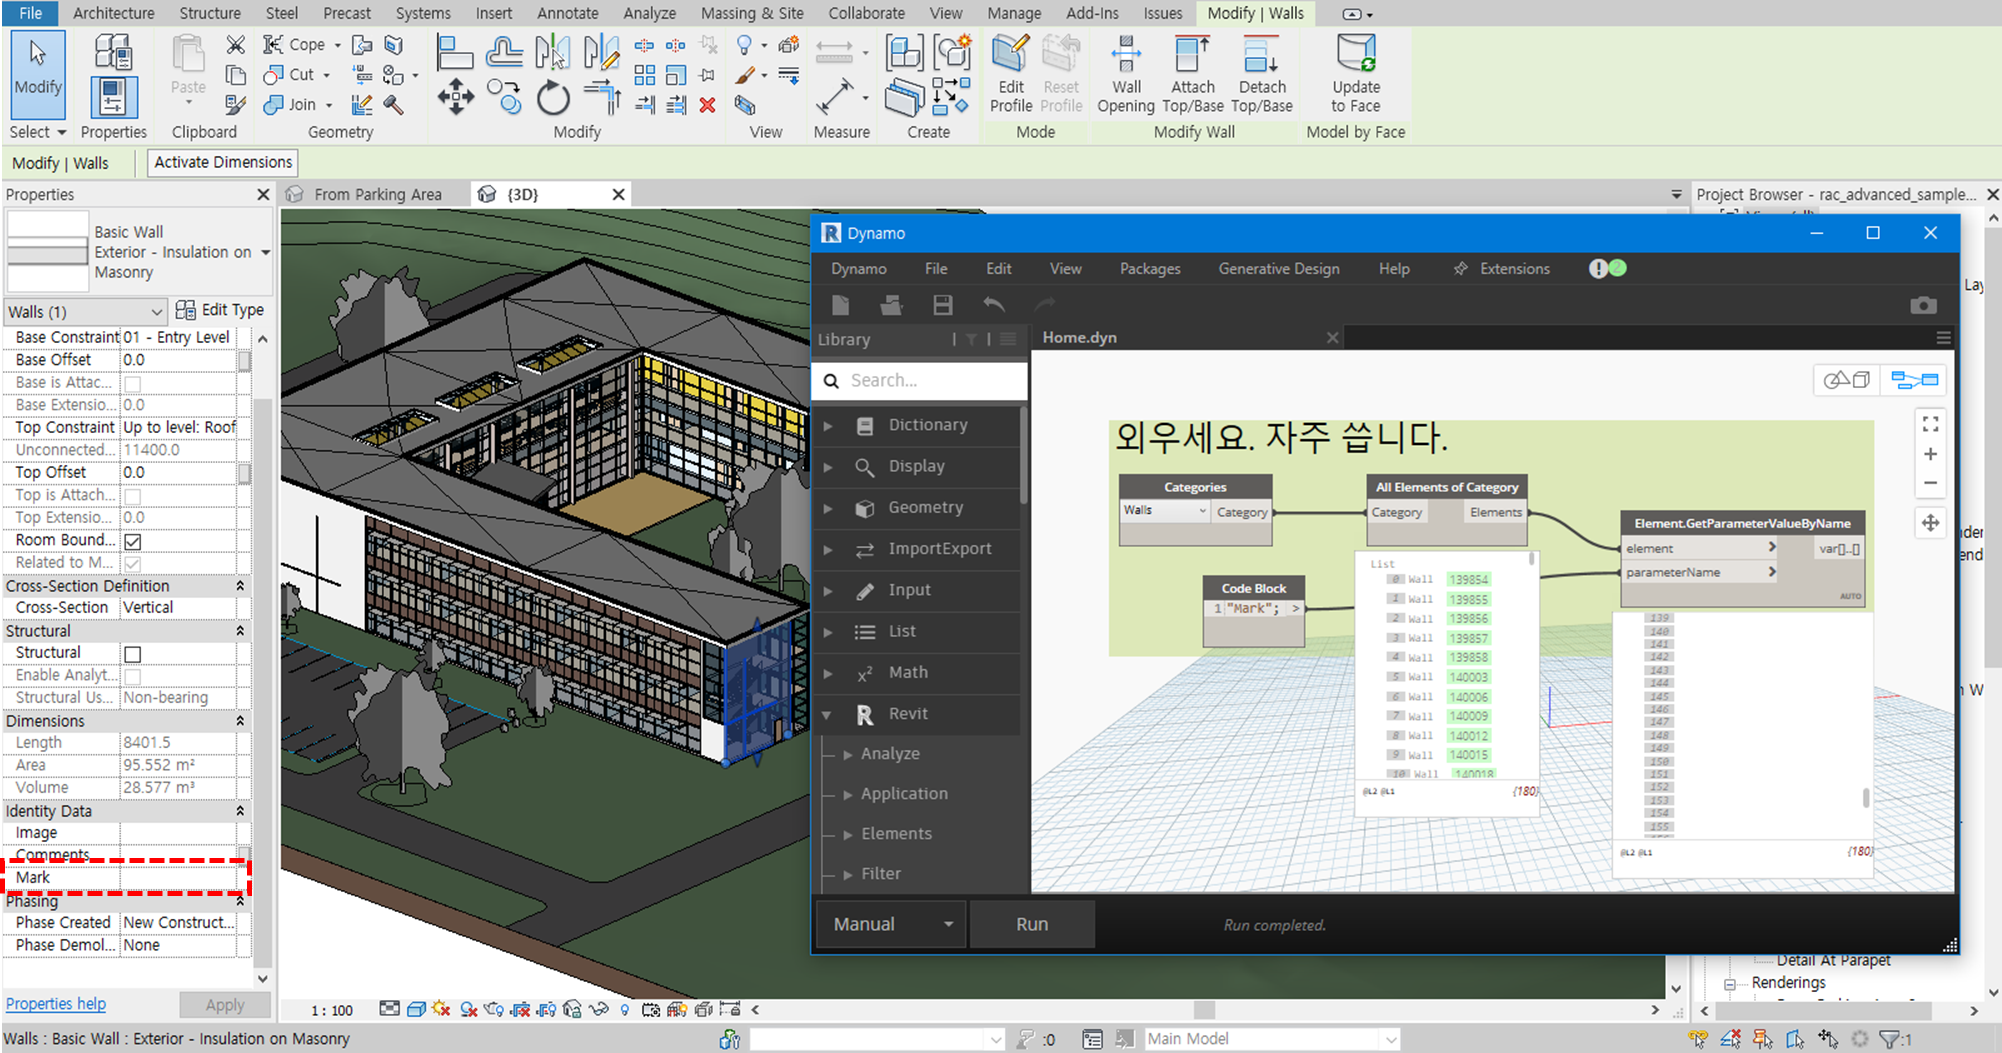 File Architecture Structure Steel Precast Systems Insert Annotate Analyze Massing & Site Collaborate View Manage Add-Ins Issues Modify | Walls
Modify
Paste
Cope
Cut
Join
Edit Profile
Reset Profile
Wall Opening
Attach Top/Base
Detach Top/Base
Update to Face
Select Properties Clipboard Geometry Modify View Measure Create Mode Modify Wall Model by Face
Modify | Walls Activate Dimensions
Properties
From Parking Area
{3D}
Project Browser - rac_advanced_sample...
Basic Wall
Exterior - Insulation on
Masonry
Walls (1) Edit Type
Base Constraint 01 - Entry Level
Base Offset 0.0
Base is Attac...
Base Extensio... 0.0
Top Constraint Up to level: Roof
Unconnected... 11400.0
Top Offset 0.0
Top is Attach...
Top Extensio... 0.0
Room Bound...
Related to M...
Cross-Section Definition
Cross-Section Vertical
Structural
Structural
Enable Analyt...
Structural Us... Non-bearing
Dimensions
Length 8401.5
Area 95.552 m²
Volume 28.577 m³
Identity Data
Image
Comments
Mark
Phasing
Phase Created New Construct...
Phase Demol... None
Properties help Apply
R Dynamo
Dynamo File Edit View Packages Generative Design Help Extensions ! 2
Library
Home.dyn
Search...
Dictionary
Display
Geometry
ImportExport
Input
List
Math
Revit
Analyze
Application
Elements
Filter
외우세요. 자주 씁니다.
Categories
Walls Category
All Elements of Category
Category Elements
Element.GetParameterValueByName
element var[]..[]
parameterName
AUTO
Code Block
1 "Mark"; >
List
0 Wall 139854
1 Wall 139855
2 Wall 139856
3 Wall 139857
4 Wall 139858
5 Wall 140003
6 Wall 140006
7 Wall 140009
8 Wall 140012
9 Wall 140015
10 Wall 140018
@L2 @L1 {180}
139
140
141
142
143
144
145
146
147
148
149
150
151
152
153
154
155
@L2 @L1 {180}
Manual Run Run completed.
Detail At Parapet
Renderings
1 : 100
Walls : Basic Wall : Exterior - Insulation on Masonry :0 Main Model :1